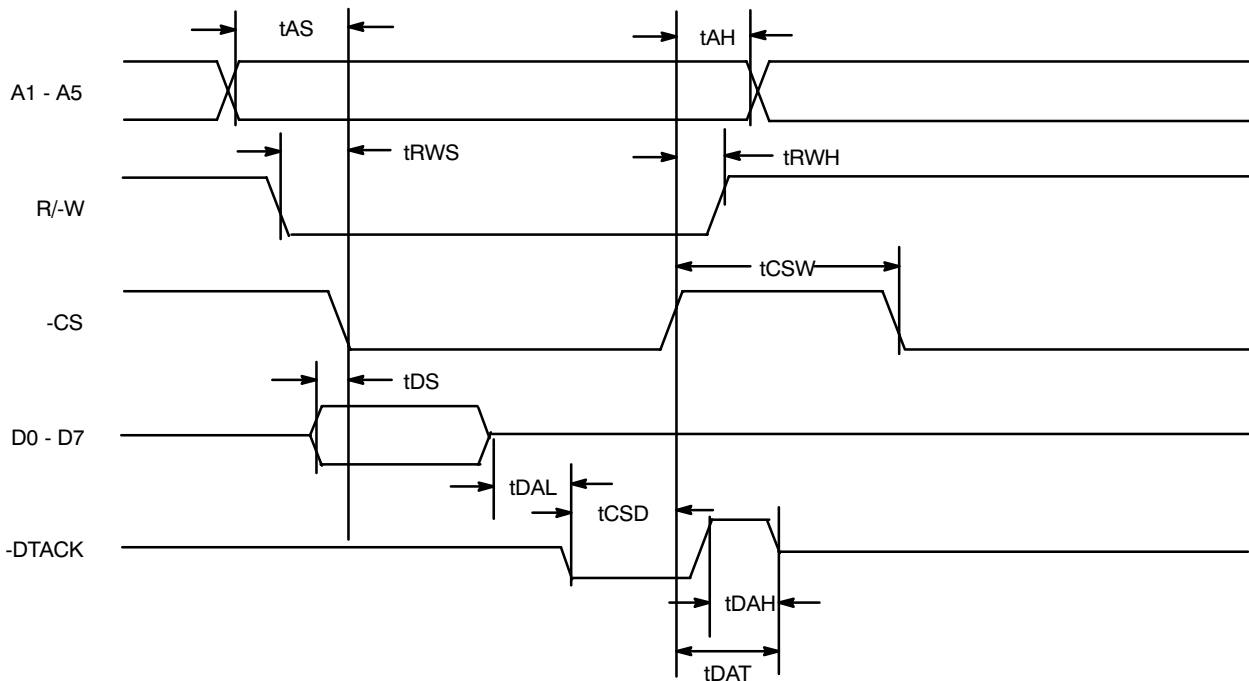 tAS
tAH
A1 - A5
tRWS
tRWH
R/-W
tCSW
-CS
tDS
D0 - D7
tDAL
tCSD
-DTACK
tDAH
tDAT